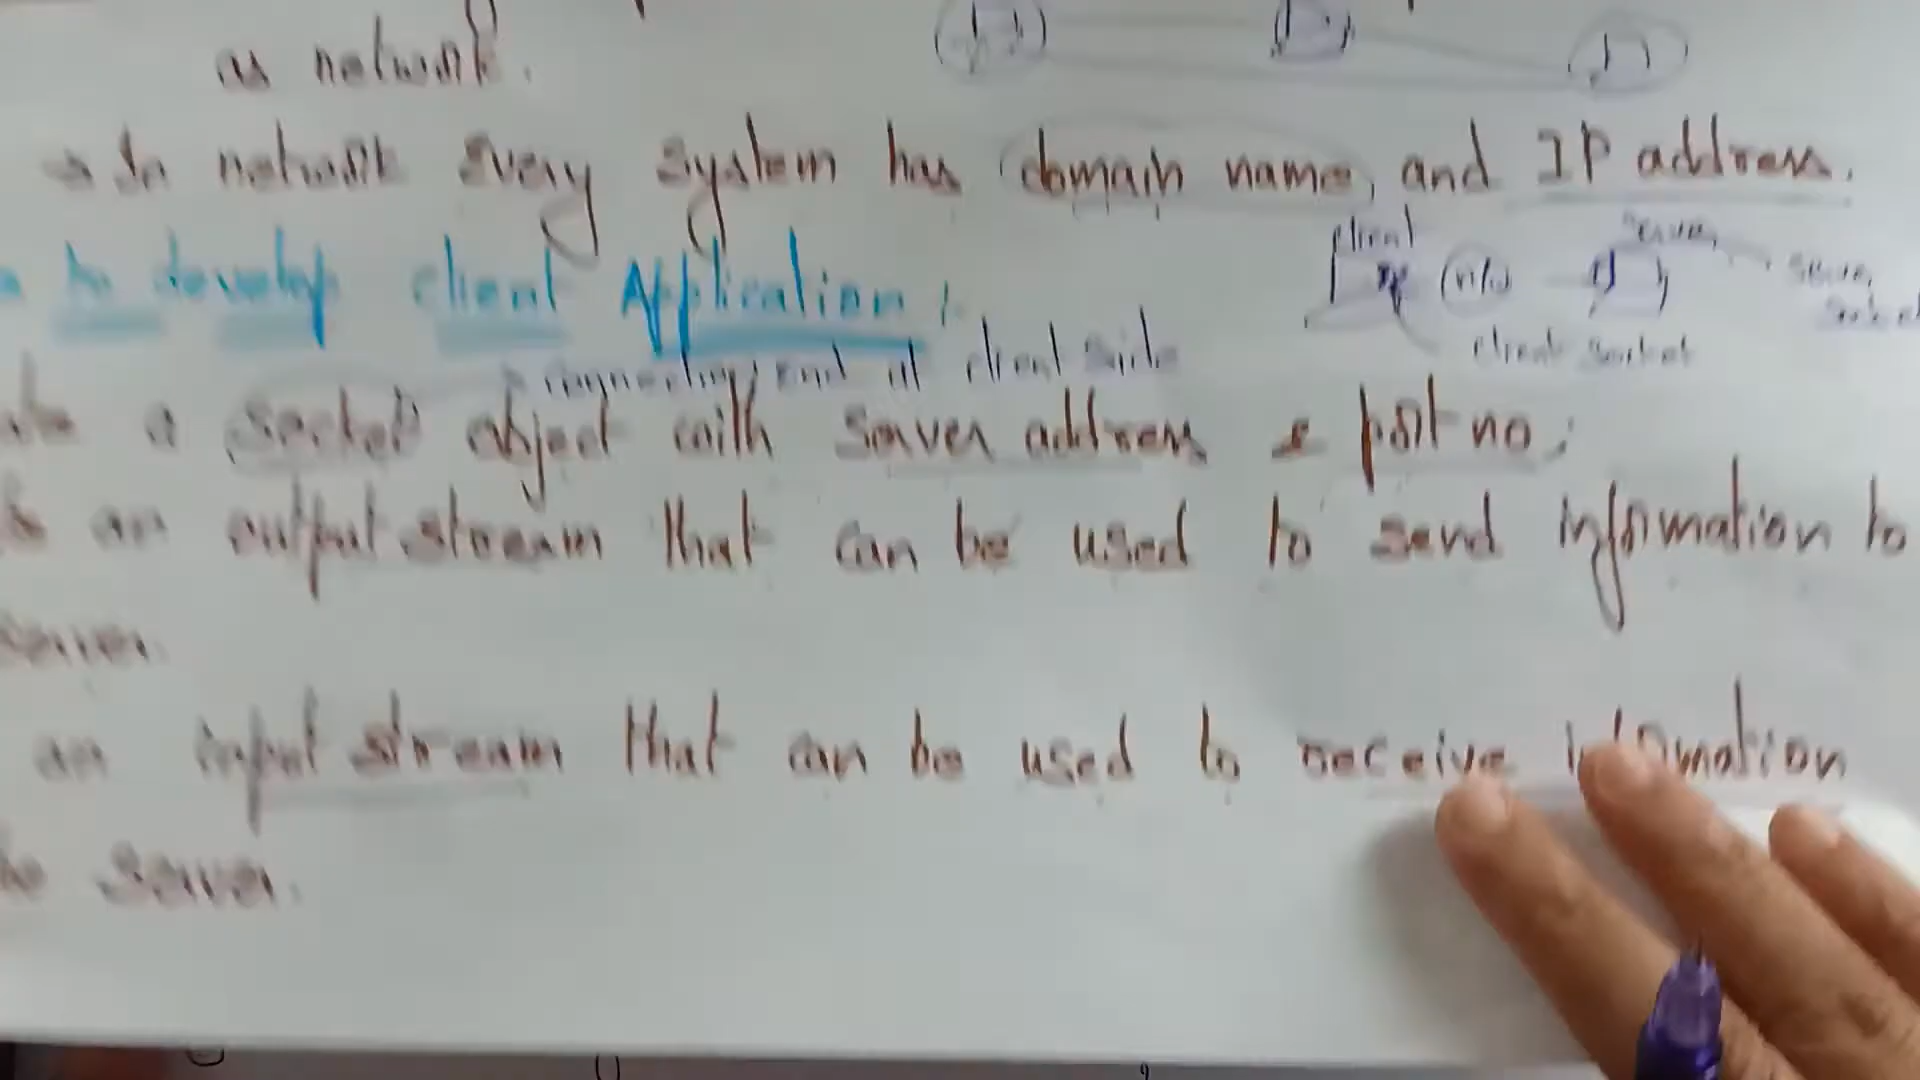 as network.
→ In network every system has domain name, and IP address.
client
server
to develop client Application :
n/w
server socket
client socket
→ connecting end at client side
a socket object with server address & port no;
an output stream that can be used to send information to
server.
an input stream that can be used to receive information
server.